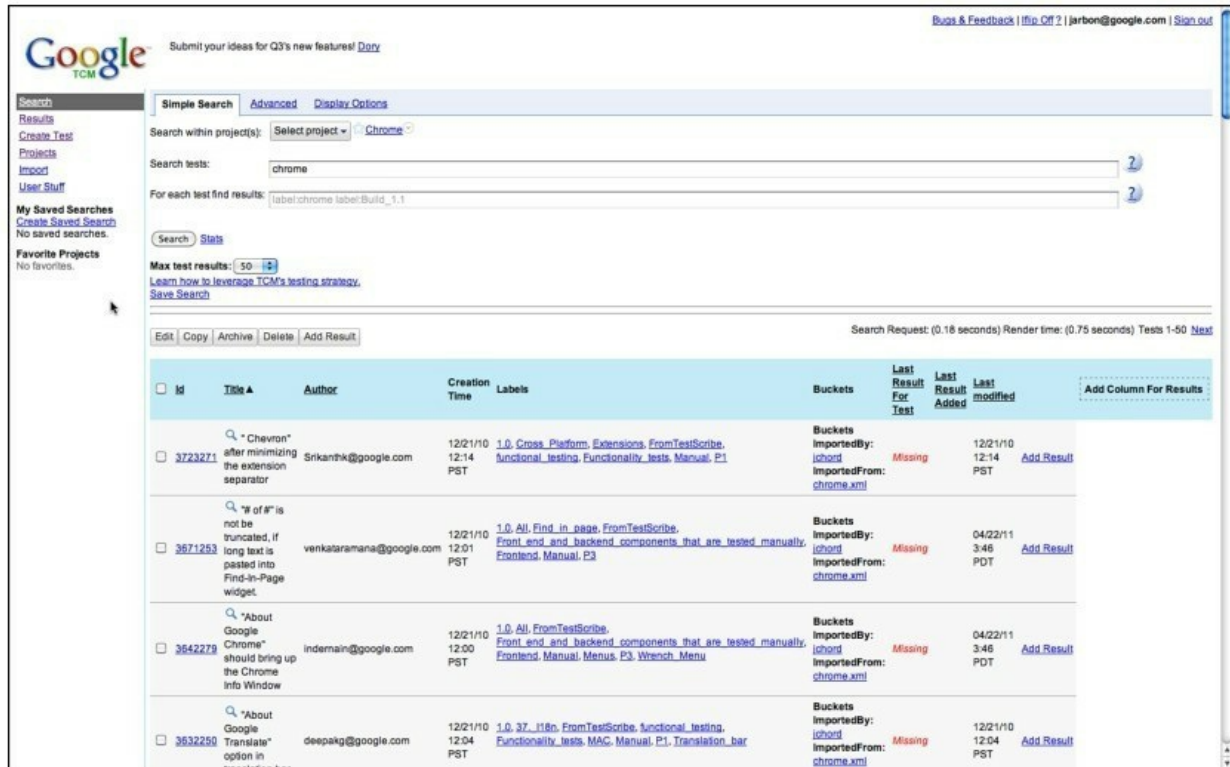 Bugs & Feedback | Iflip Off ? | jarbon@google.com | Sign out
Google
TCM
Submit your ideas for Q3's new features! Dory
Search
Results
Create Test
Projects
Import
User Stuff
My Saved Searches
Create Saved Search
No saved searches.
Favorite Projects
No favorites.
Simple Search Advanced Display Options
Search within project(s): Select project Chrome
Search tests: chrome ?
For each test find results: label:chrome label:Build_1.1 ?
Search Stats
Max test results: 50
Learn how to leverage TCM's testing strategy.
Save Search
Edit Copy Archive Delete Add Result
Search Request: (0.18 seconds) Render time: (0.75 seconds) Tests 1-50 Next
Id Title ▲ Author Creation Time Labels Buckets Last Result For Test Last Result Added Last modified Add Column For Results
3723271
" Chevron"
after minimizing
the extension
separator
Srikanthk@google.com
12/21/10
12:14
PST
1.0, Cross_Platform, Extensions, FromTestScribe,
functional_testing, Functionality_tests, Manual, P1
Buckets
ImportedBy:
jchord
ImportedFrom:
chrome.xml
Missing
12/21/10
12:14
PST
Add Result
3671253
"# of #" is
not be
truncated, if
long text is
pasted into
Find-In-Page
widget.
venkataramana@google.com
12/21/10
12:01
PST
1.0, All, Find_in_page, FromTestScribe,
Front_end_and_backend_components_that_are_tested_manually,
Frontend, Manual, P3
Buckets
ImportedBy:
jchord
ImportedFrom:
chrome.xml
Missing
04/22/11
3:46
PDT
Add Result
3642279
"About
Google
Chrome"
should bring up
the Chrome
Info Window
indernain@google.com
12/21/10
12:00
PST
1.0, All, FromTestScribe,
Front_end_and_backend_components_that_are_tested_manually,
Frontend, Manual, Menus, P3, Wrench_Menu
Buckets
ImportedBy:
jchord
ImportedFrom:
chrome.xml
Missing
04/22/11
3:46
PDT
Add Result
3632250
"About
Google
Translate"
option in
deepakg@google.com
12/21/10
12:04
PST
1.0, 37._I18n, FromTestScribe, functional_testing,
Functionality_tests, MAC, Manual, P1, Translation_bar
Buckets
ImportedBy:
jchord
ImportedFrom:
chrome.xml
Missing
12/21/10
12:04
PST
Add Result